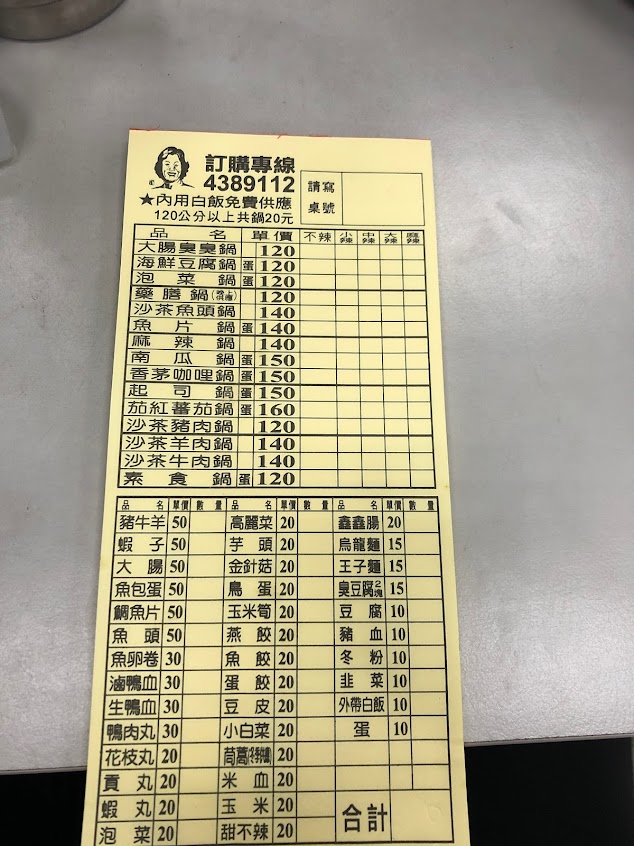 訂購專線
4389112
★內用白飯免費供應
120公分以上共鍋20元
請寫
桌號
品名 單價 不辣 小辣 中辣 大辣 麻辣
大腸臭臭鍋 120
海鮮豆腐鍋 蛋 120
泡菜鍋 蛋 120
藥膳鍋 120
沙茶魚頭鍋 140
魚片鍋 蛋 140
麻辣鍋 140
南瓜鍋 蛋 150
香茅咖哩鍋 蛋 150
起司鍋 蛋 150
茄紅蕃茄鍋 蛋 160
沙茶豬肉鍋 120
沙茶羊肉鍋 140
沙茶牛肉鍋 140
素食鍋 蛋 120
品名 單價 數量 品名 單價 數量 品名 單價 數量
豬牛羊 50 高麗菜 20 鑫鑫腸 20
蝦子 50 芋頭 20 烏龍麵 15
大腸 50 金針菇 20 王子麵 15
魚包蛋 50 鳥蛋 20 臭豆腐2塊 15
鯛魚片 50 玉米筍 20 豆腐 10
魚頭 50 燕餃 20 豬血 10
魚卵卷 30 魚餃 20 冬粉 10
滷鴨血 30 蛋餃 20 韭菜 10
生鴨血 30 豆皮 20 外帶白飯 10
鴨肉丸 30 小白菜 20 蛋 10
花枝丸 20 茼萵(冬季供應) 20
貢丸 20 米血 20
蝦丸 20 玉米 20 合計
泡菜 20 甜不辣 20